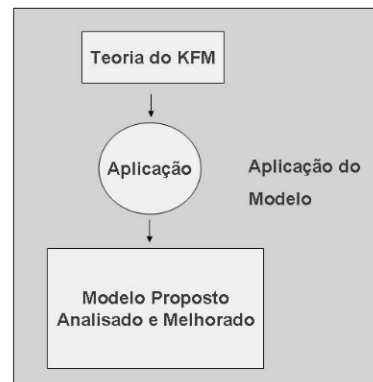 Teoria do KFM
Aplicação
Aplicação do
Modelo
Modelo Proposto
Analisado e Melhorado